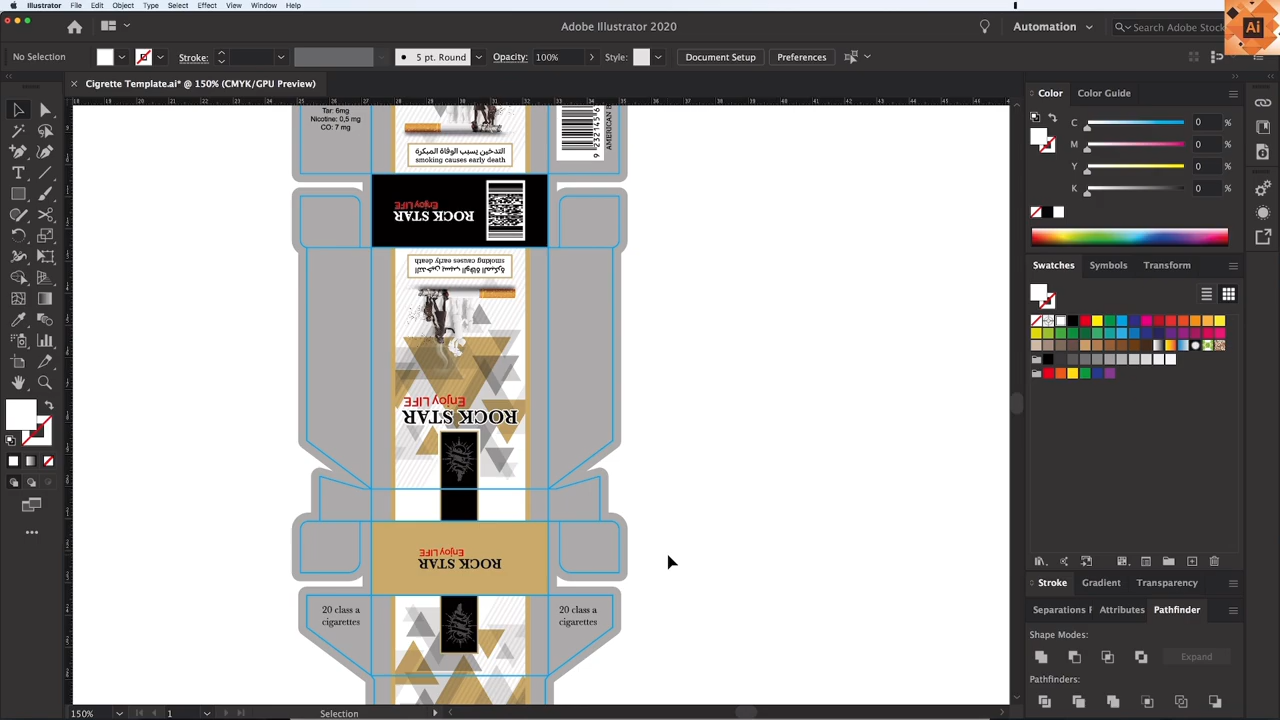 Illustrator File Edit Object Type Select Effect View Window Help
Adobe Illustrator 2020
Automation
Search Adobe Stock
Ai
No Selection
Stroke:
5 pt. Round
Opacity: 100%
Style:
Document Setup
Preferences
Cigrette Template.ai* @ 150% (CMYK/GPU Preview)
Color
Color Guide
C 0 %
M 0 %
Y 0 %
K 0 %
Swatches
Symbols
Transform
Stroke
Gradient
Transparency
Attributes
Pathfinder
Shape Modes:
Expand
Pathfinders:
Tar: 6mg
Nicotine: 0,5 mg
CO: 7 mg
التدخين يسبب الوفاة المبكرة
smoking causes early death
Enjoy LIFE
ROCK STAR
smoking causes early death
التدخين يسبب الوفاة المبكرة
Enjoy LIFE
ROCK STAR
Enjoy LIFE
ROCK STAR
20 class a
cigarettes
20 class a
cigarettes
150%
1
Selection